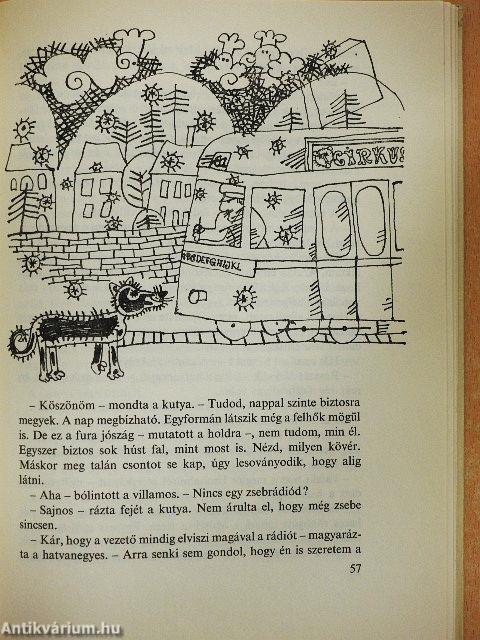 CIRKUS
ABCDEFGHIJKL
– Köszönöm – mondta a kutya. – Tudod, nappal szinte biztosra
megyek. A nap megbízható. Egyformán látszik még a felhők mögül
is. De ez a fura jószág – mutatott a holdra –, nem tudom, min él.
Egyszer biztos sok húst fal, mint most is. Nézd, milyen kövér.
Máskor meg talán csontot se kap, úgy lesoványodik, hogy alig
látni.
– Aha – bólintott a villamos. – Nincs egy zsebrádiód?
– Sajnos – rázta fejét a kutya. Nem árulta el, hogy még zsebe
sincsen.
– Kár, hogy a vezető mindig elviszi magával a rádiót – magyaráz-
ta a hatvanegyes. – Arra senki sem gondol, hogy én is szeretem a
57
Antikvárium.hu